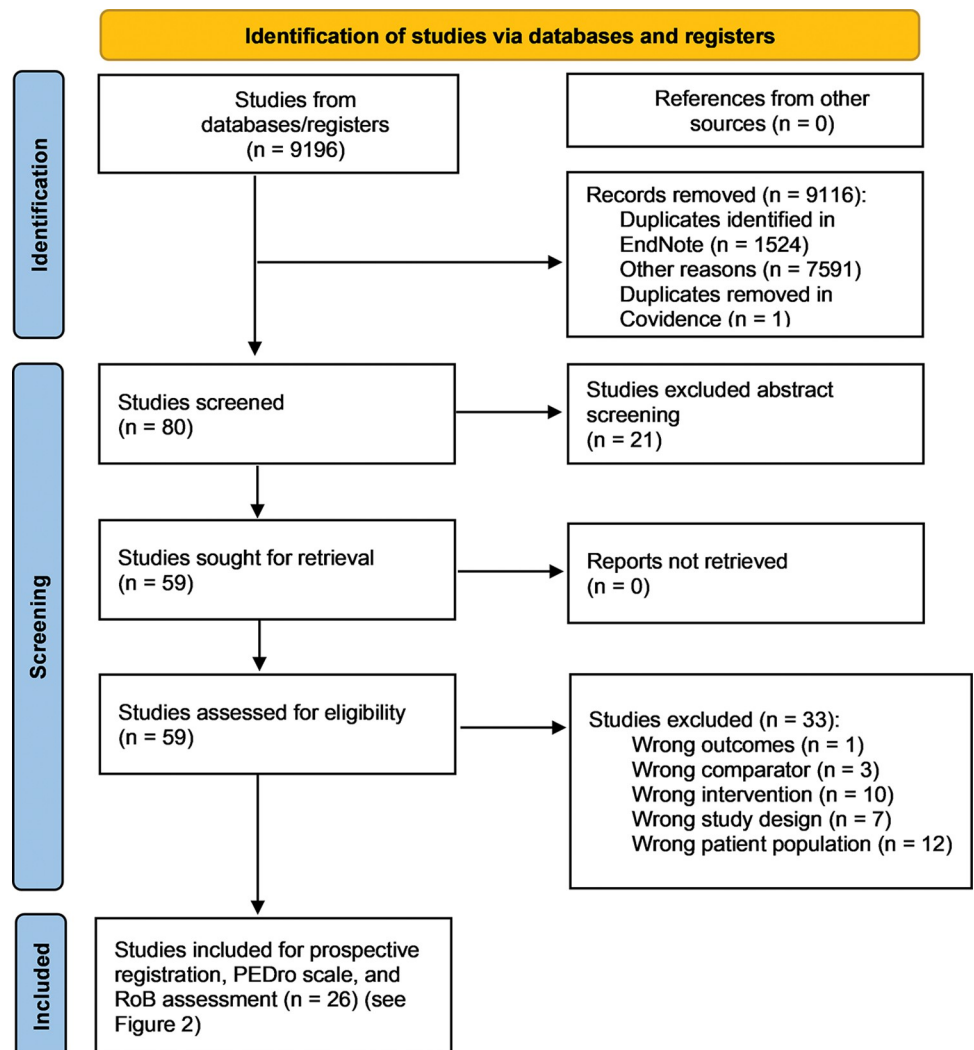 Identification of studies via databases and registers
Identification
Studies from
databases/registers
(n = 9196)
References from other
sources (n = 0)
Records removed (n = 9116):
Duplicates identified in
EndNote (n = 1524)
Other reasons (n = 7591)
Duplicates removed in
Covidence (n = 1)
Screening
Studies screened
(n = 80)
Studies excluded abstract
screening
(n = 21)
Studies sought for retrieval
(n = 59)
Reports not retrieved
(n = 0)
Studies assessed for eligibility
(n = 59)
Studies excluded (n = 33):
Wrong outcomes (n = 1)
Wrong comparator (n = 3)
Wrong intervention (n = 10)
Wrong study design (n = 7)
Wrong patient population (n = 12)
Included
Studies included for prospective
registration, PEDro scale, and
RoB assessment (n = 26) (see
Figure 2)